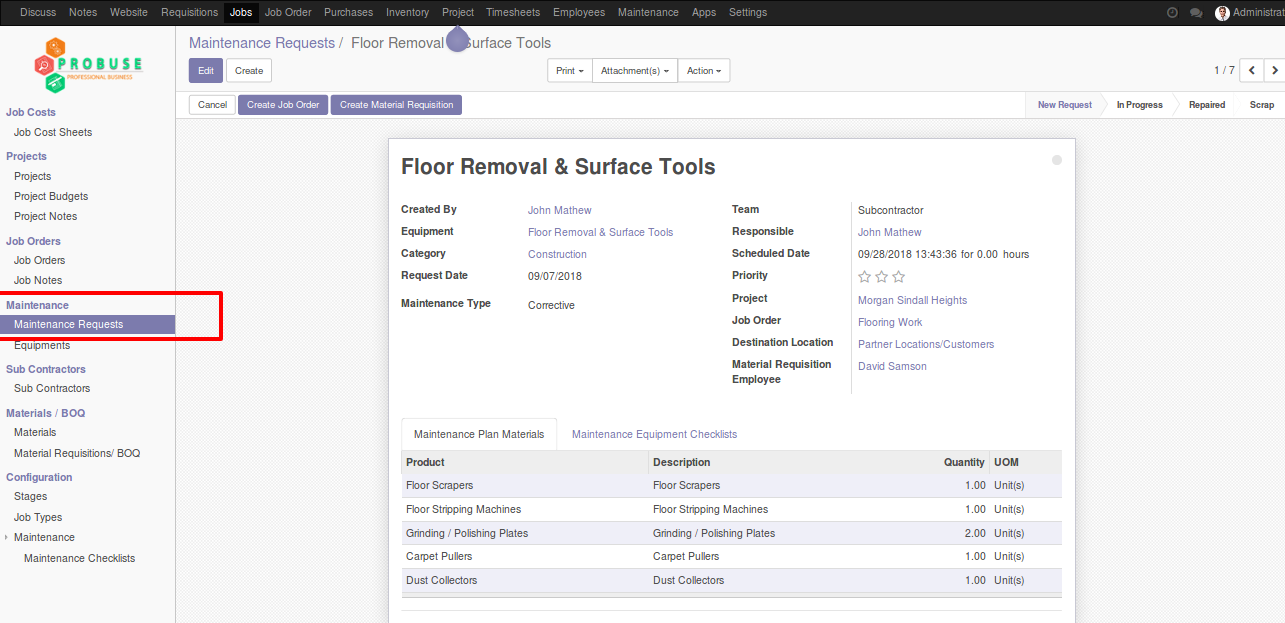 Discuss Notes Website Requisitions Jobs Job Order Purchases Inventory Project Timesheets Employees Maintenance Apps Settings Administrat
PROBUSE
PROFESSIONAL BUSINESS
Maintenance Requests / Floor Removal Surface Tools
Edit Create
Print Attachment(s) Action
1 / 7
Cancel Create Job Order Create Material Requisition
New Request In Progress Repaired Scrap
Job Costs
Job Cost Sheets
Projects
Projects
Project Budgets
Project Notes
Job Orders
Job Orders
Job Notes
Maintenance
Maintenance Requests
Equipments
Sub Contractors
Sub Contractors
Materials / BOQ
Materials
Material Requisitions/ BOQ
Configuration
Stages
Job Types
Maintenance
Maintenance Checklists
Floor Removal & Surface Tools
Created By John Mathew
Equipment Floor Removal & Surface Tools
Category Construction
Request Date 09/07/2018
Maintenance Type Corrective
Team Subcontractor
Responsible John Mathew
Scheduled Date 09/28/2018 13:43:36 for 0.00 hours
Priority
Project Morgan Sindall Heights
Job Order Flooring Work
Destination Location Partner Locations/Customers
Material Requisition David Samson
Employee
Maintenance Plan Materials Maintenance Equipment Checklists
Product Description Quantity UOM
Floor Scrapers Floor Scrapers 1.00 Unit(s)
Floor Stripping Machines Floor Stripping Machines 1.00 Unit(s)
Grinding / Polishing Plates Grinding / Polishing Plates 2.00 Unit(s)
Carpet Pullers Carpet Pullers 1.00 Unit(s)
Dust Collectors Dust Collectors 1.00 Unit(s)